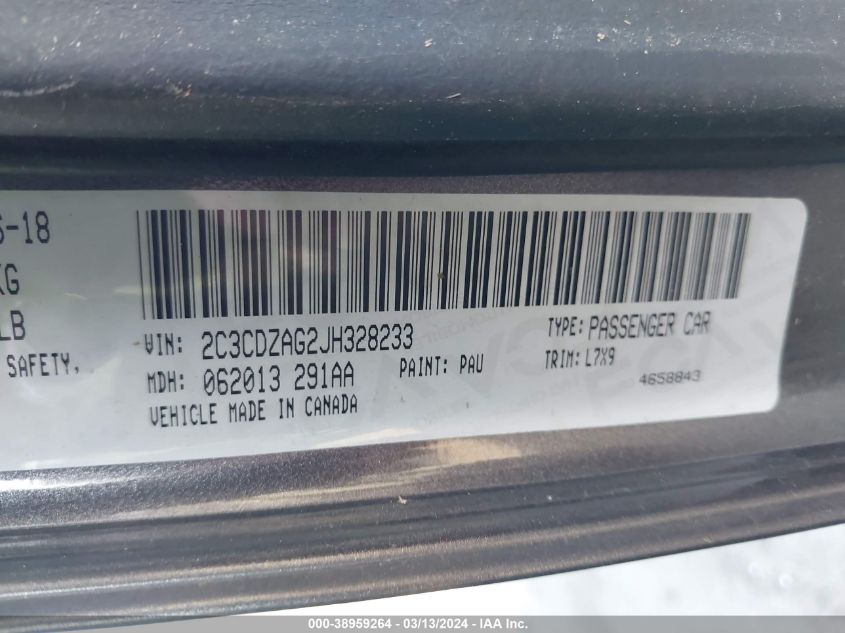 6-18
KG
LB
SAFETY,
VIN: 2C3CDZAG2JH328233
TYPE: PASSENGER CAR
MDH: 062013 291AA
PAINT: PAU
TRIM: L7X9
VEHICLE MADE IN CANADA
4658843
000-38959264 - 03/13/2024 - IAA Inc.